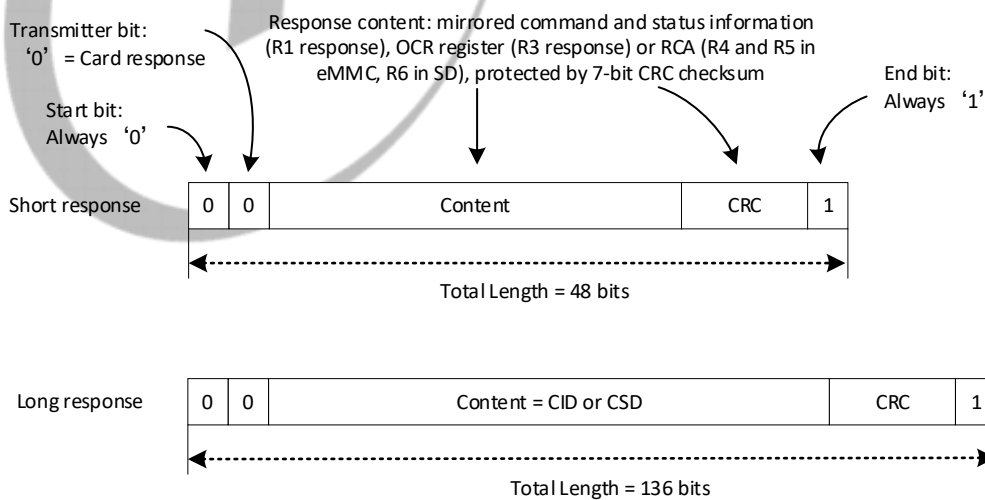 Transmitter bit:
‘0’ = Card response
Start bit:
Always ‘0’
Response content: mirrored command and status information
(R1 response), OCR register (R3 response) or RCA (R4 and R5 in
eMMC, R6 in SD), protected by 7-bit CRC checksum
End bit:
Always ‘1’
Short response 0 0 Content CRC 1
Total Length = 48 bits
Long response 0 0 Content = CID or CSD CRC 1
Total Length = 136 bits